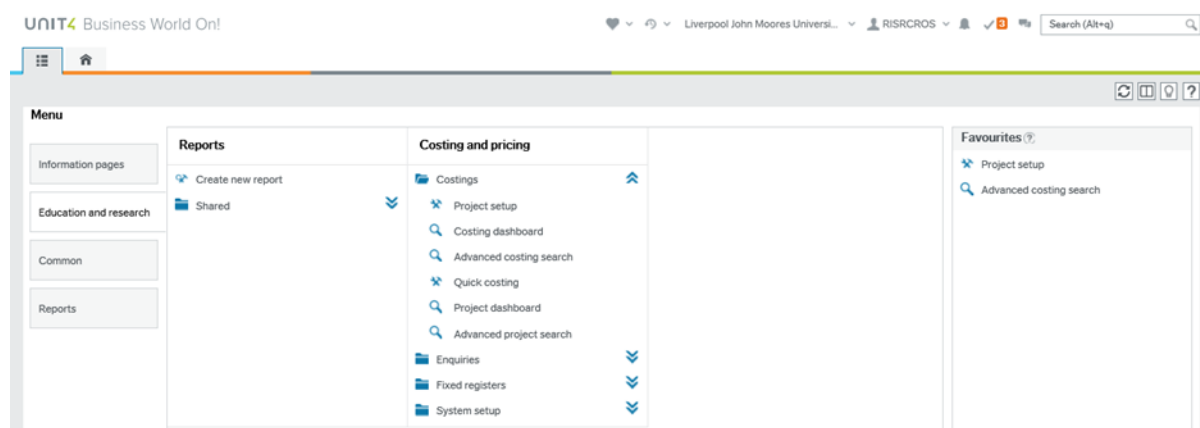 UNIT4 Business World On!
Liverpool John Moores Universi...
RISRCROS
3
Search (Alt+q)
?
Menu
Information pages
Education and research
Common
Reports
Reports
Create new report
Shared
Costing and pricing
Costings
Project setup
Costing dashboard
Advanced costing search
Quick costing
Project dashboard
Advanced project search
Enquiries
Fixed registers
System setup
Favourites ?
Project setup
Advanced costing search